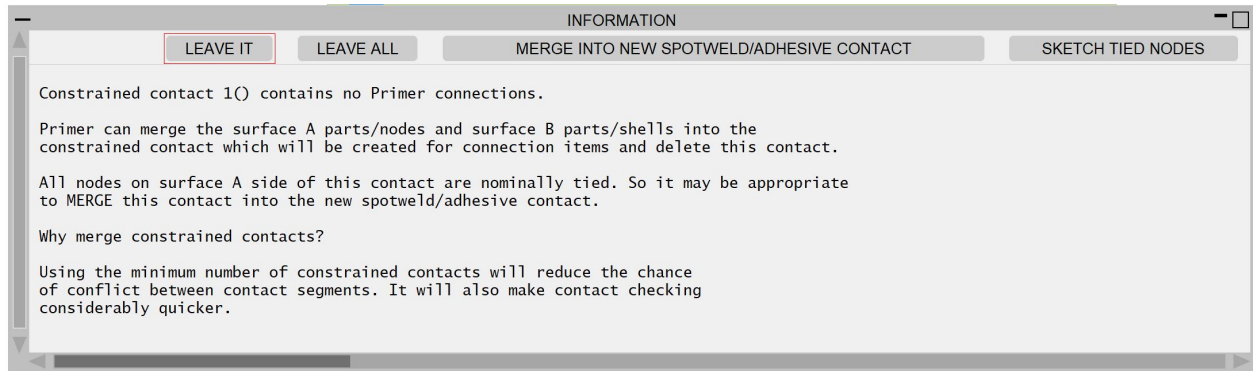 INFORMATION
LEAVE IT
LEAVE ALL
MERGE INTO NEW SPOTWELD/ADHESIVE CONTACT
SKETCH TIED NODES
Constrained contact 1() contains no Primer connections.
Primer can merge the surface A parts/nodes and surface B parts/shells into the
constrained contact which will be created for connection items and delete this contact.
All nodes on surface A side of this contact are nominally tied. So it may be appropriate
to MERGE this contact into the new spotweld/adhesive contact.
Why merge constrained contacts?
Using the minimum number of constrained contacts will reduce the chance
of conflict between contact segments. It will also make contact checking
considerably quicker.